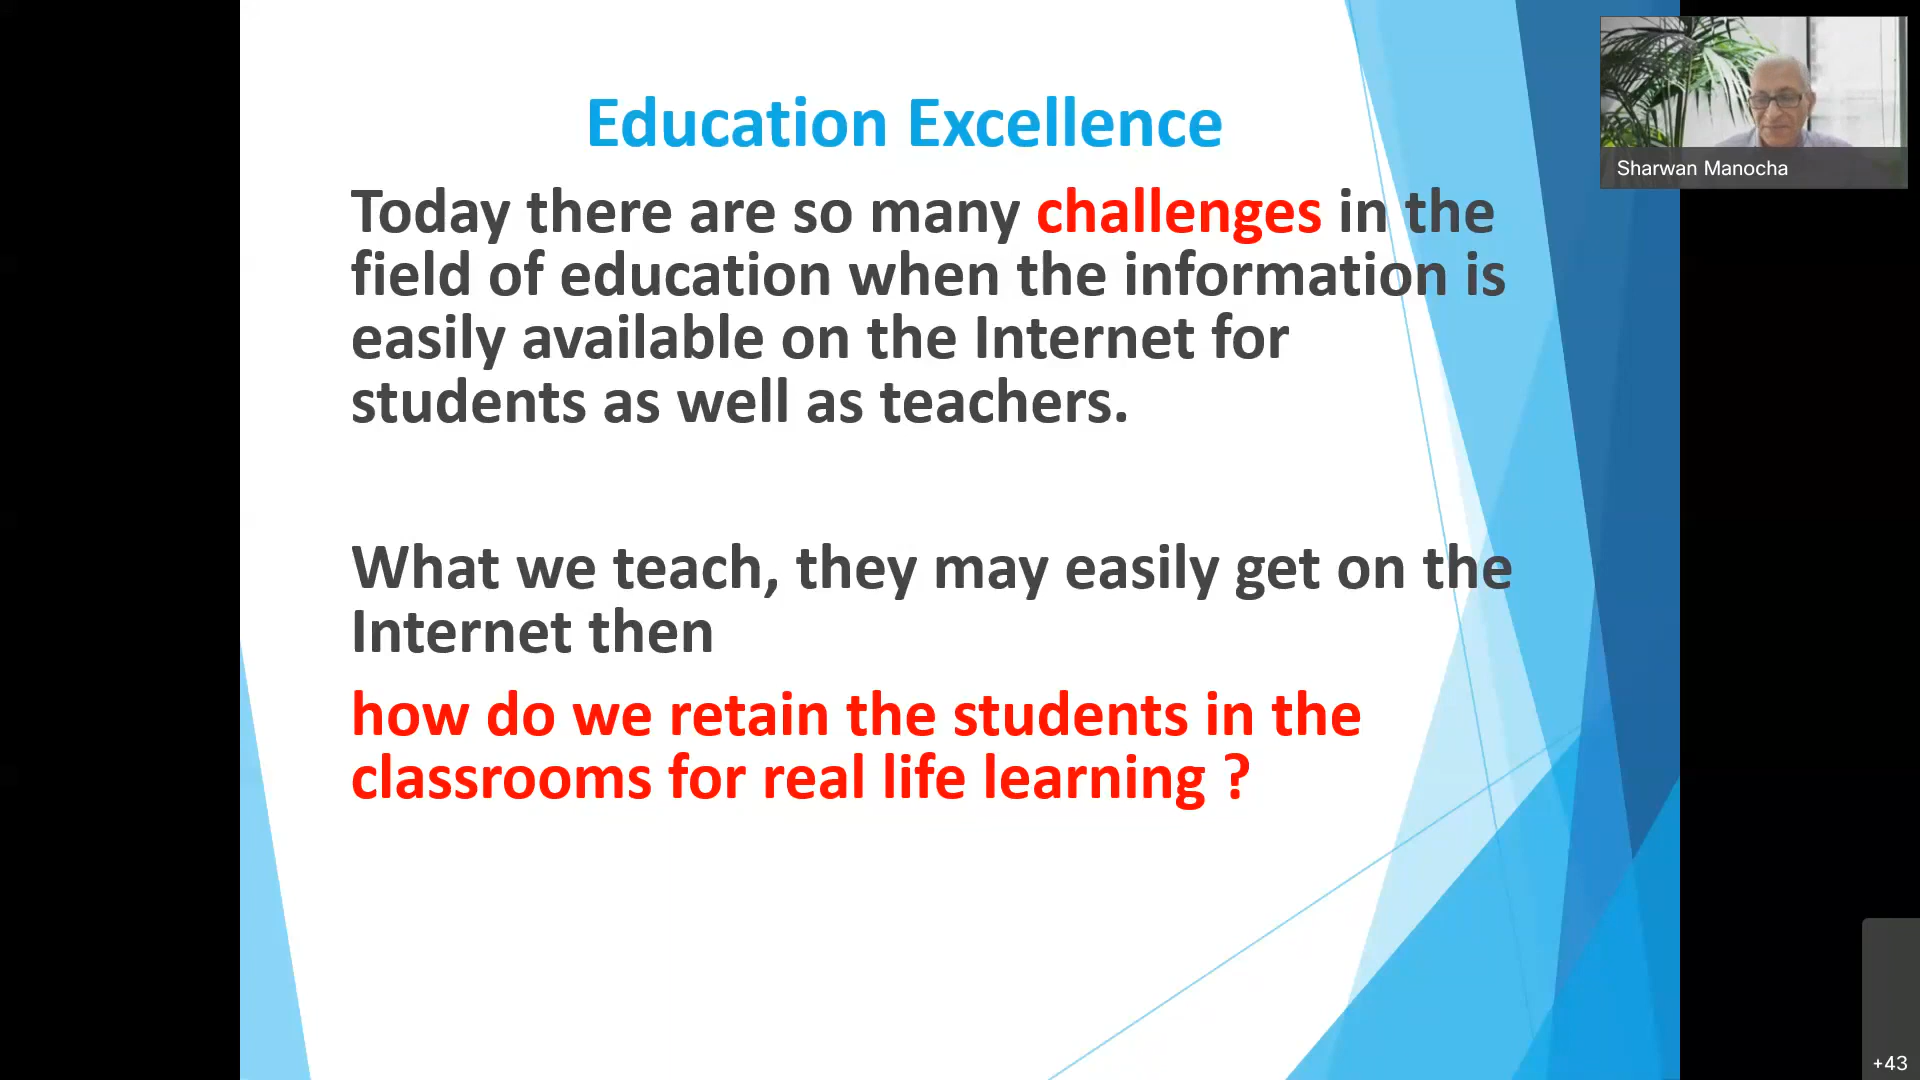 Education Excellence
Today there are so many challenges in the
field of education when the information is
easily available on the Internet for
students as well as teachers.
What we teach, they may easily get on the
Internet then
how do we retain the students in the
classrooms for real life learning ?
Sharwan Manocha
+43